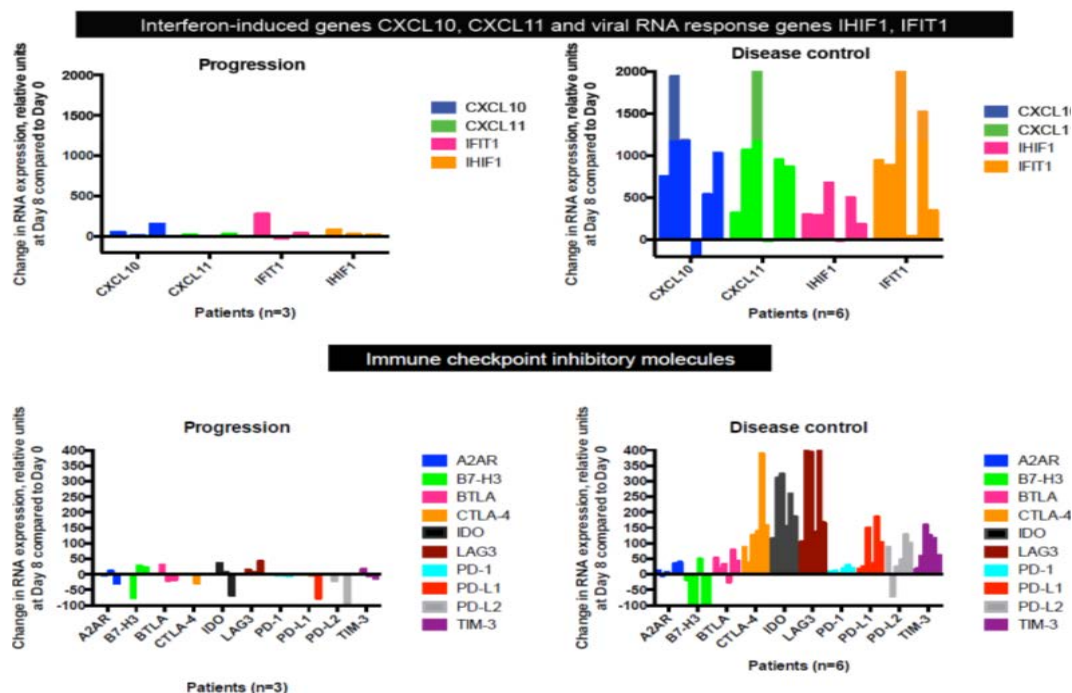 Interferon-induced genes CXCL10, CXCL11 and viral RNA response genes IHIF1, IFIT1
Progression
Change in RNA expression, relative units
at Day 8 compared to Day 0
2000
1500
1000
500
0
CXCL10
CXCL11
IFIT1
IHIF1
CXCL10
CXCL11
IFIT1
IHIF1
Patients (n=3)
Disease control
Change in RNA expression, relative units
at Day 8 compared to Day 0
2000
1500
1000
500
0
CXCL10
CXCL11
IHIF1
IFIT1
CXCL10
CXCL1
IHIF1
IFIT1
Patients (n=6)
Immune checkpoint inhibitory molecules
Progression
Change in RNA expression, relative units
at Day 8 compared to Day 0
400
350
300
250
200
150
100
50
0
-50
-100
A2AR
B7-H3
BTLA
CTLA-4
IDO
LAG3
PD-1
PD-L1
PD-L2
TIM-3
A2AR
B7-H3
BTLA
CTLA-4
IDO
LAG3
PD-1
PD-L1
PD-L2
TIM-3
Patients (n=3)
Disease control
Change in RNA expression, relative units
at Day 8 compared to Day 0
400
350
300
250
200
150
100
50
0
-50
-100
A2AR
B7-H3
BTLA
CTLA-4
IDO
LAG3
PD-1
PD-L1
PD-L2
TIM-3
A2AR
B7-H3
BTLA
CTLA-4
IDO
LAG3
PD-1
PD-L1
PD-L2
TIM-3
Patients (n=6)